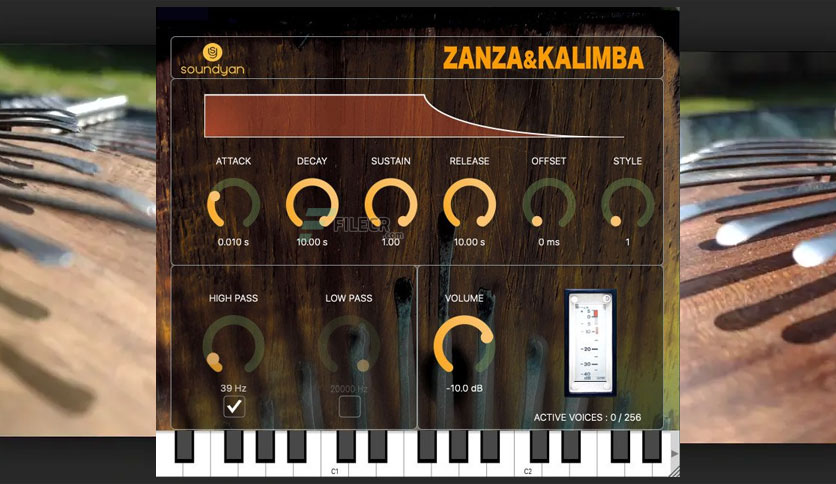 soundyan
ZANZA&KALIMBA
ATTACK DECAY SUSTAIN RELEASE OFFSET STYLE
FILECR
.com
0.010 s 10.00 s 1.00 10.00 s 0 ms 1
HIGH PASS LOW PASS VOLUME
39 Hz 20000 Hz -10.0 dB
ACTIVE VOICES : 0 / 256
C1 C2